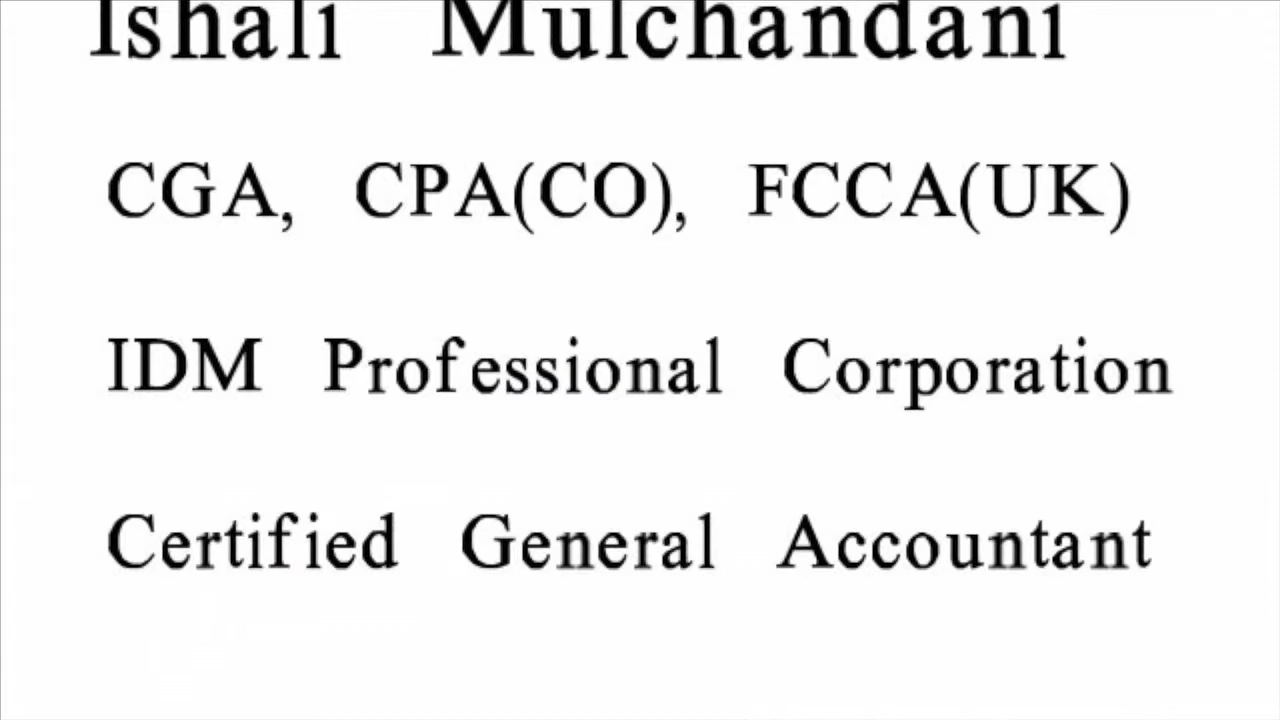 Ishali Mulchandani
CGA, CPA(CO), FCCA(UK)
IDM Professional Corporation
Certified General Accountant